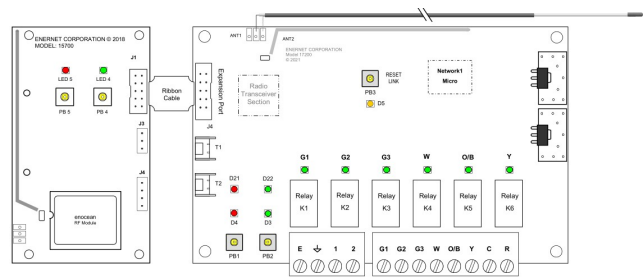 ENERNET CORPORATION © 2018
MODEL: 15700
LED 5
LED 4
PB 5
PB 4
J1
J3
J4
enocean
RF Module
Ribbon
Cable
ANT1
ANT2
ENERNET CORPORATION
Model 17250
© 2021
Expansion Port
J4
Radio
Transceiver
Section
RESET
LINK
PB3
D5
Network1
Micro
T1
T2
D21
D22
D4
D3
PB1
PB2
G1
G2
G3
W
O/B
Y
Relay
K1
Relay
K2
Relay
K3
Relay
K4
Relay
K5
Relay
K6
E
1
2
G1
G2
G3
W
O/B
Y
C
R